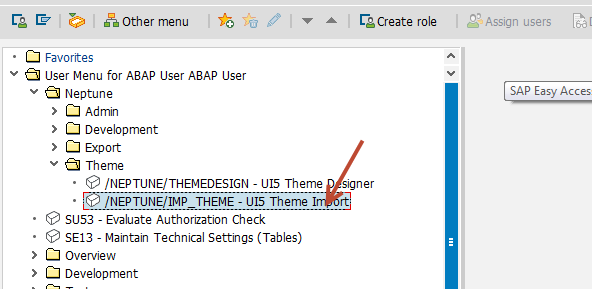 Other menu
Create role
Assign users
Favorites
User Menu for ABAP User ABAP User
SAP Easy Acces
Neptune
Admin
Development
Export
Theme
/NEPTUNE/THEMEDESIGN - UI5 Theme Designer
/NEPTUNE/IMP_THEME - UI5 Theme Import
SU53 - Evaluate Authorization Check
SE13 - Maintain Technical Settings (Tables)
Overview
Development